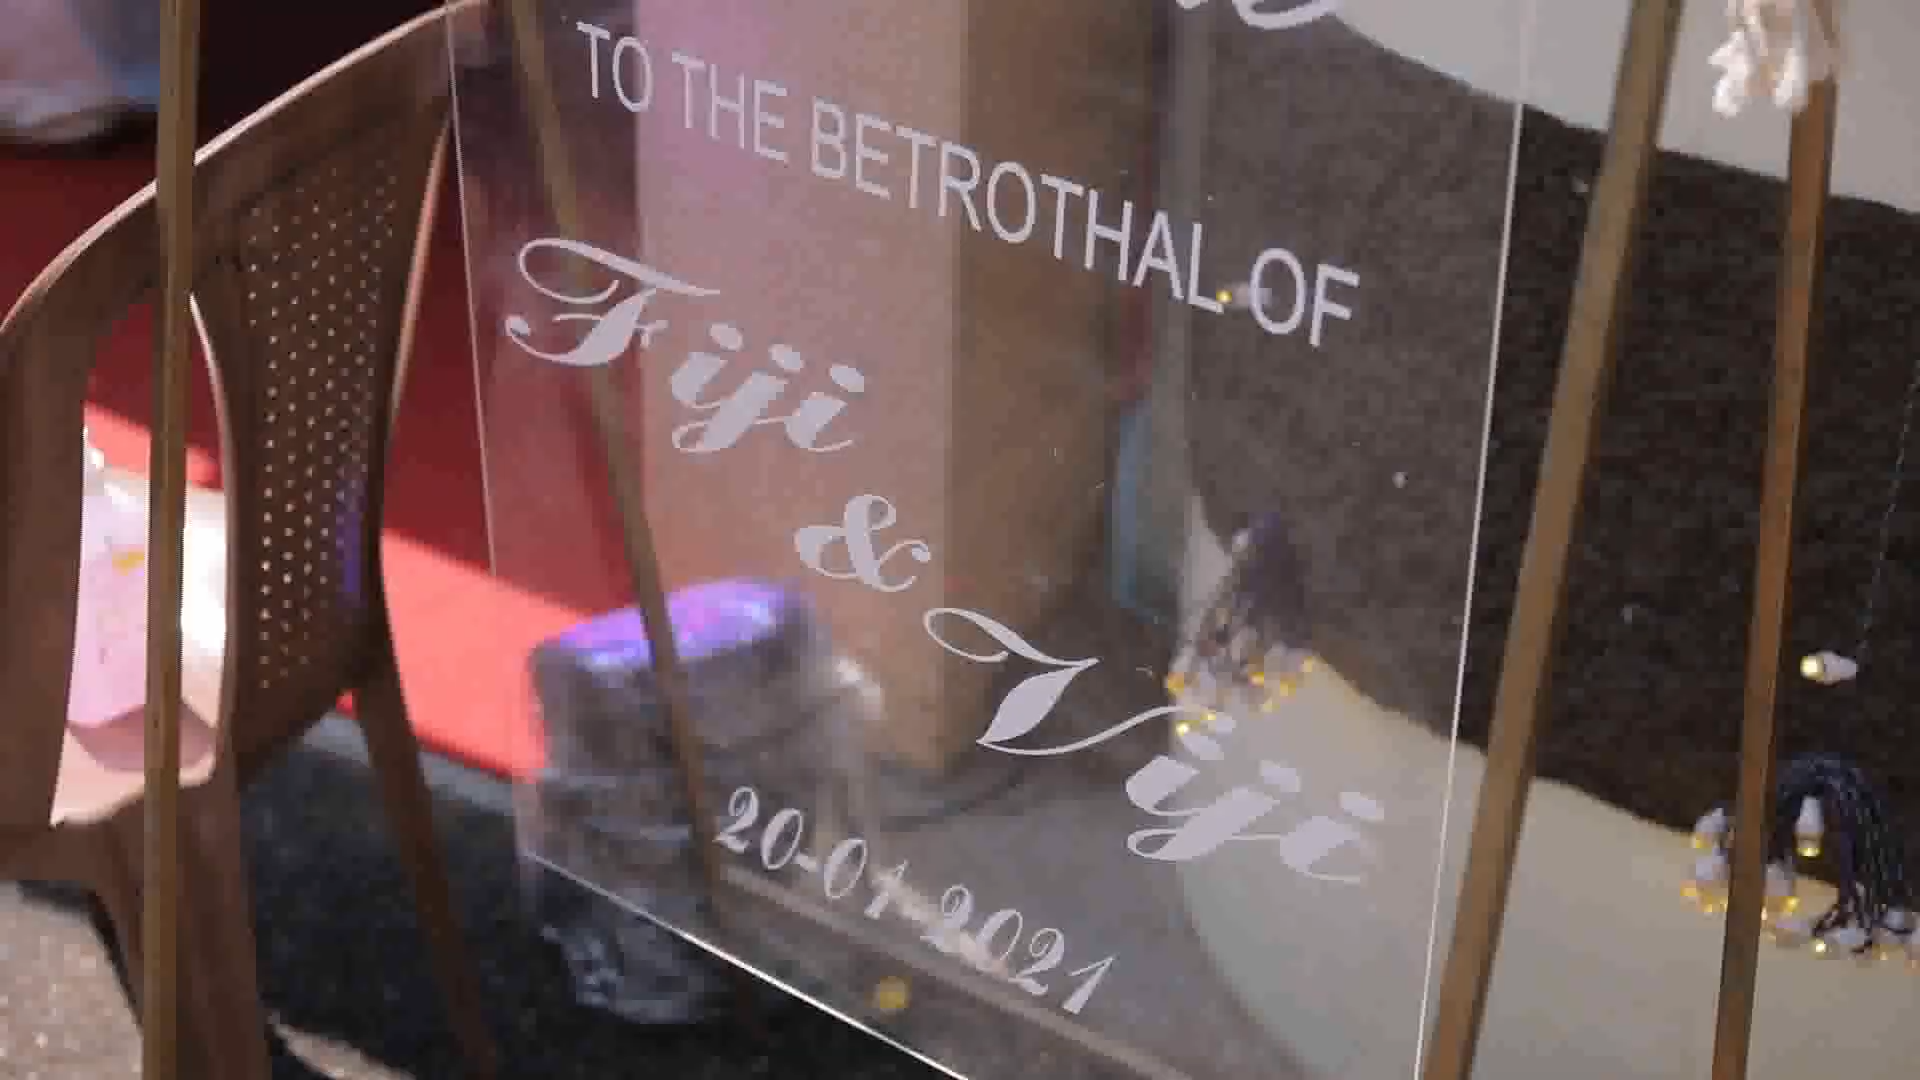 TO THE BETROTHAL OF
Fiji
&
Viji
20-01-2021